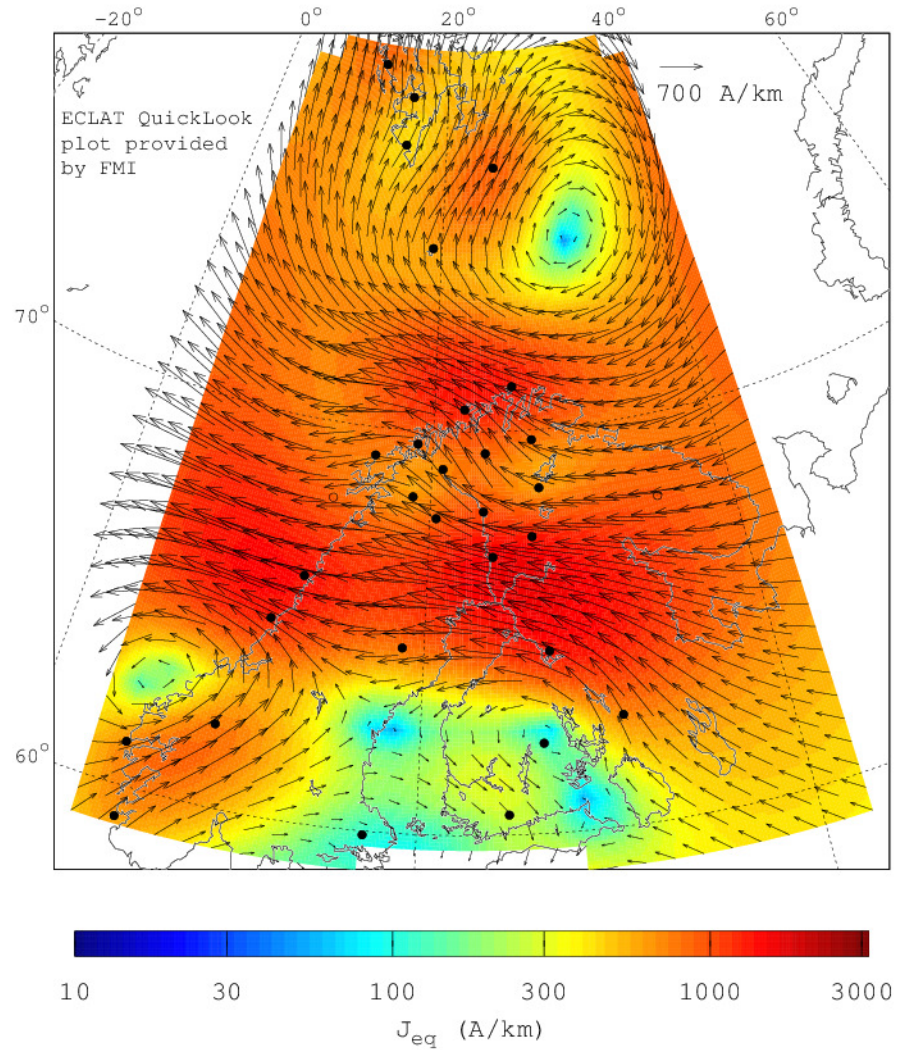 −20° 0° 20° 40° 60°
700 A/km
ECLAT QuickLook
plot provided
by FMI
70°
60°
10 30 100 300 1000 3000
J_eq (A/km)